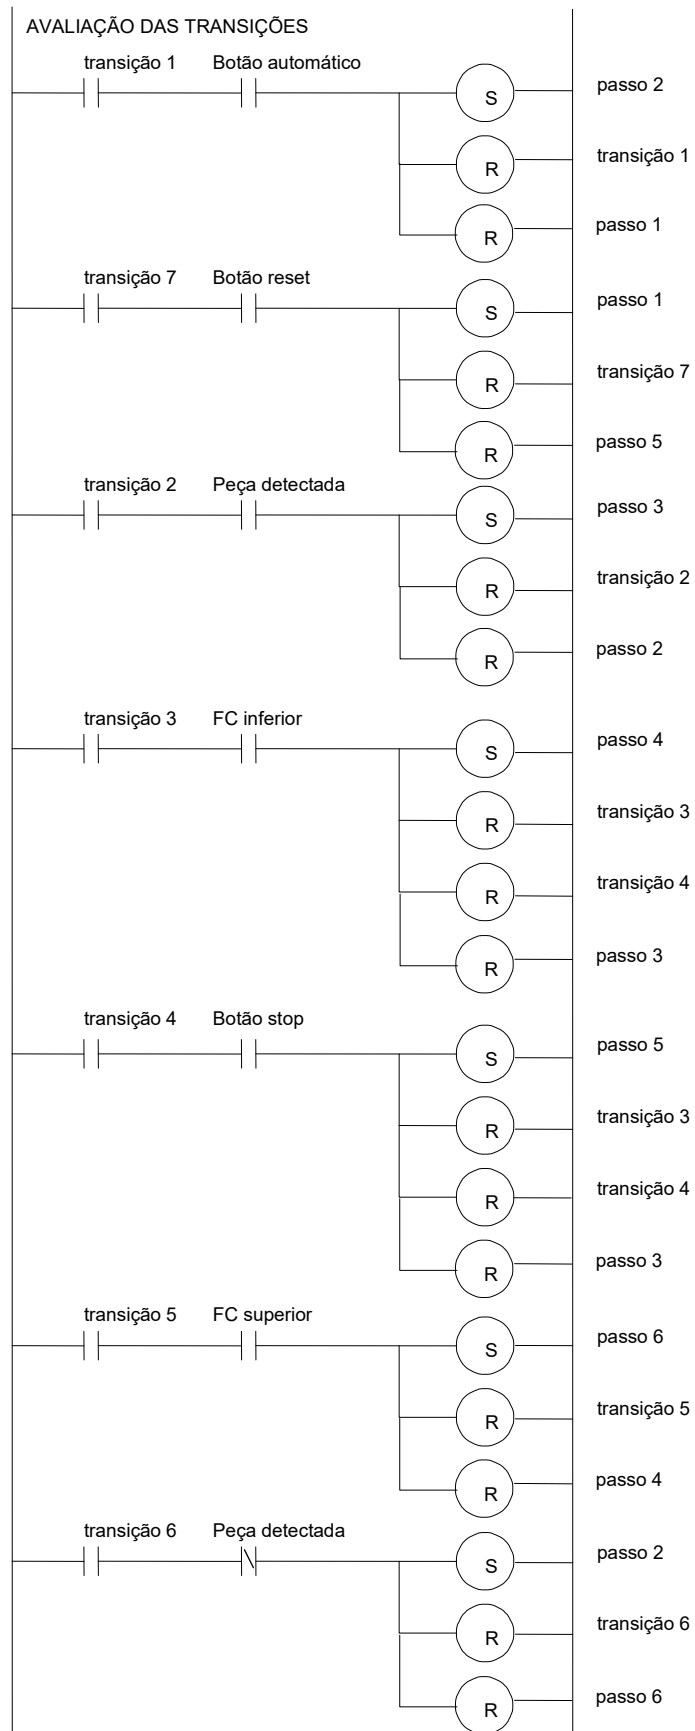 AVALIAÇÃO DAS TRANSIÇÕES
transição 1 Botão automático
S passo 2
R transição 1
R passo 1
transição 7 Botão reset
S passo 1
R transição 7
R passo 5
transição 2 Peça detectada
S passo 3
R transição 2
R passo 2
transição 3 FC inferior
S passo 4
R transição 3
R transição 4
R passo 3
transição 4 Botão stop
S passo 5
R transição 3
R transição 4
R passo 3
transição 5 FC superior
S passo 6
R transição 5
R passo 4
transição 6 Peça detectada
S passo 2
R transição 6
R passo 6